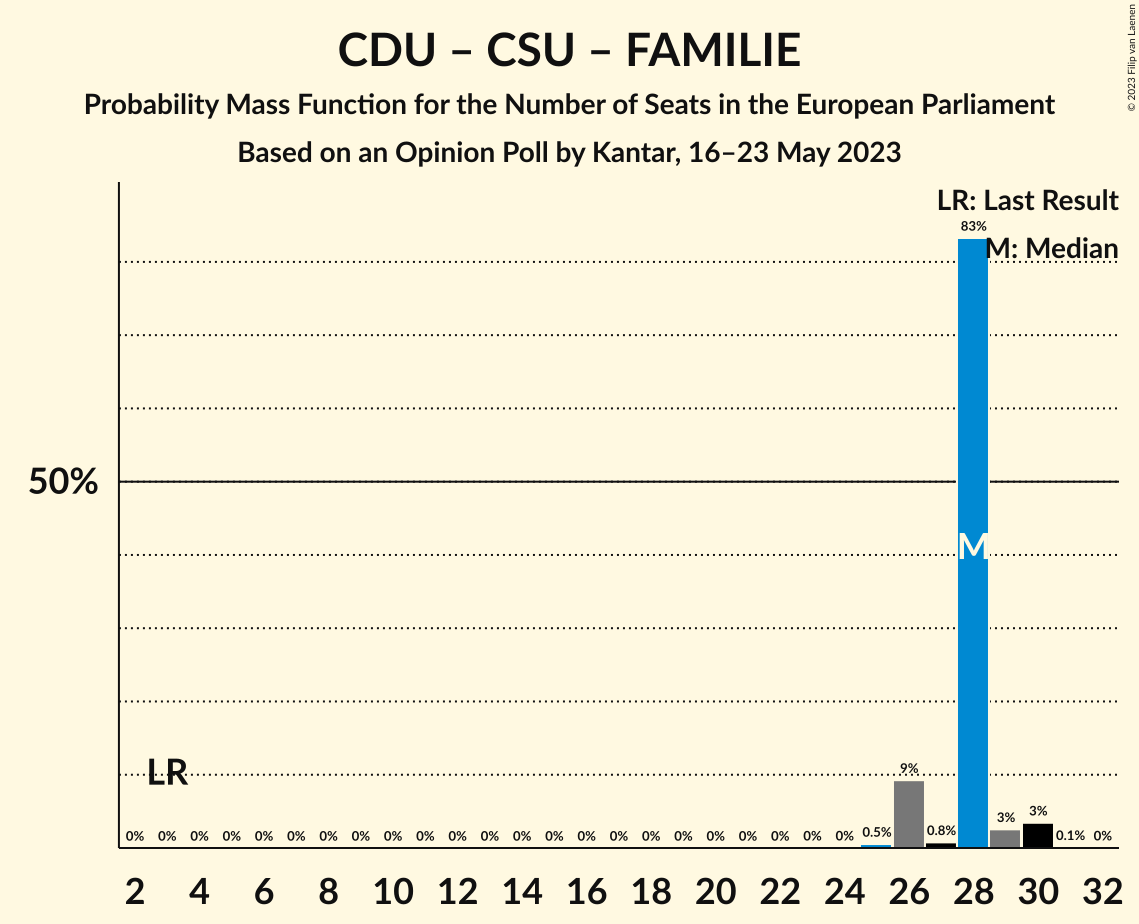 © 2023 Filip van Laenen
CDU – CSU – FAMILIE
Probability Mass Function for the Number of Seats in the European Parliament
Based on an Opinion Poll by Kantar, 16–23 May 2023
LR: Last Result
83%
M: Median
50%
M
LR
9%
3%
0% 0% 0% 0% 0% 0% 0% 0% 0% 0% 0% 0% 0% 0% 0% 0% 0% 0% 0% 0% 0% 0% 0% 0.5% 0.8% 3% 0.1% 0%
2 4 6 8 10 12 14 16 18 20 22 24 26 28 30 32